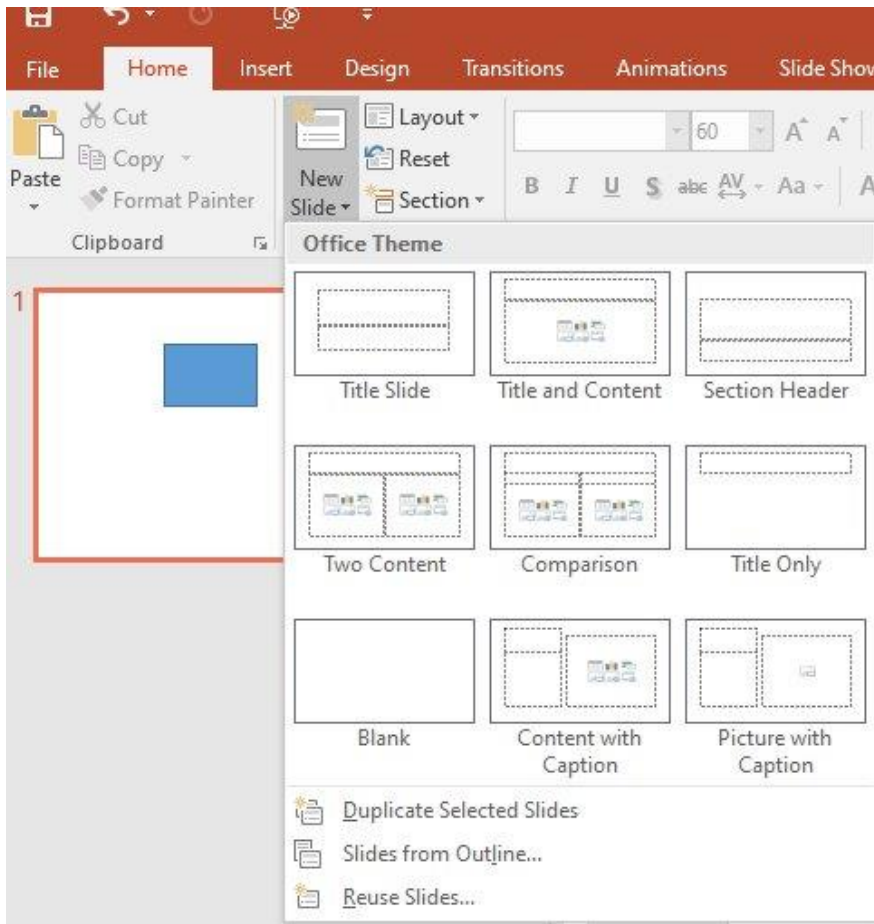 File Home Insert Design Transitions Animations Slide Show
Cut
Copy
Format Painter
Paste
Clipboard
New
Slide
Layout
Reset
Section
60 A A
B I U S abc AV Aa A
Office Theme
1
Title Slide Title and Content Section Header
Two Content Comparison Title Only
Blank Content with Picture with
Caption Caption
Duplicate Selected Slides
Slides from Outline...
Reuse Slides...